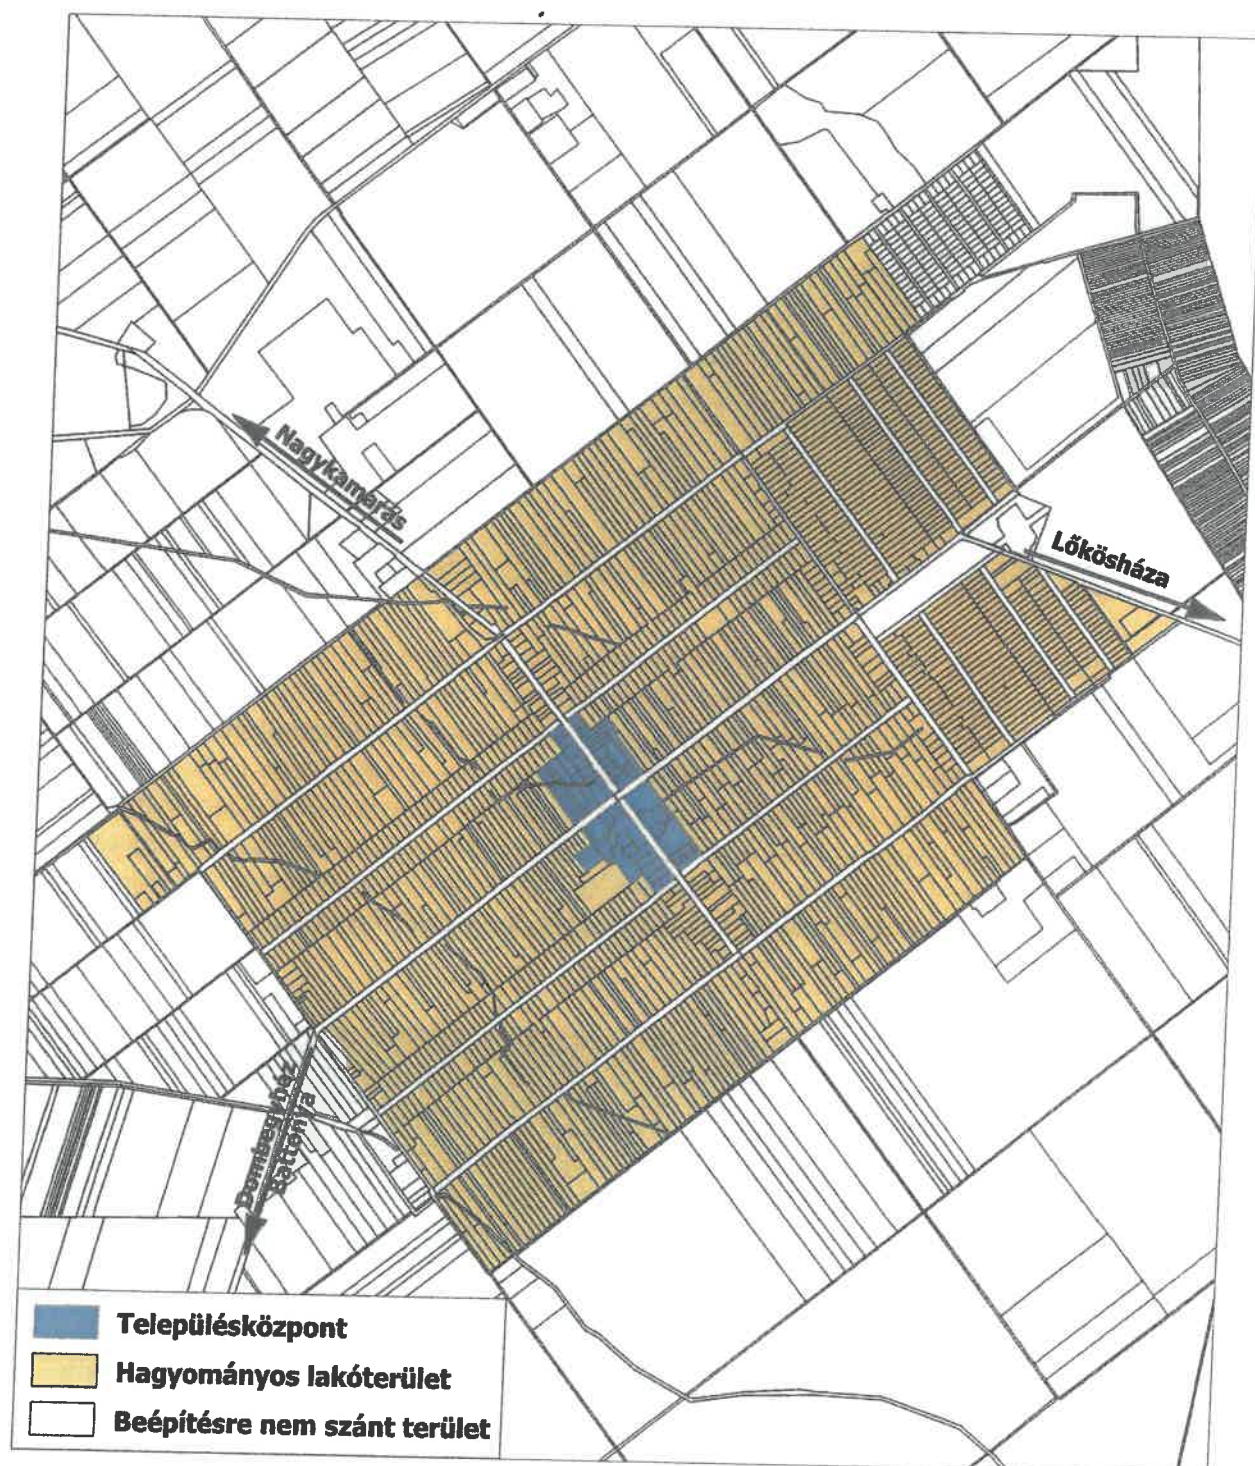 Nagykamarás
Lőkösháza
Dombegyház
Battonya
Településközpont
Hagyományos lakóterület
Beépítésre nem szánt terület